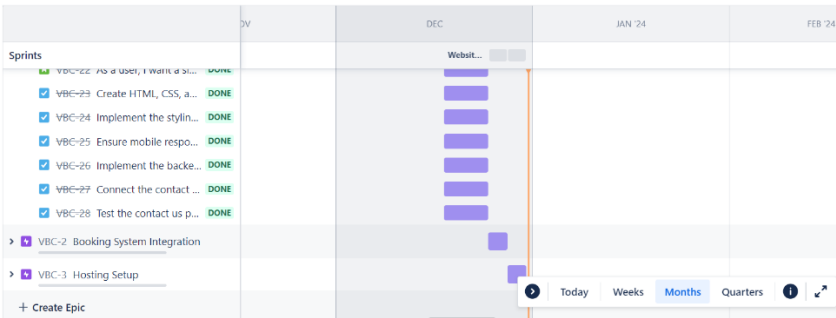 OV DEC JAN '24 FEB '24
Sprints Websit...
VBC-22 As a user, I want a si... DONE
VBC-23 Create HTML, CSS, a... DONE
VBC-24 Implement the stylin... DONE
VBC-25 Ensure mobile respo... DONE
VBC-26 Implement the backe... DONE
VBC-27 Connect the contact ... DONE
VBC-28 Test the contact us p... DONE
VBC-2 Booking System Integration
VBC-3 Hosting Setup
Today Weeks Months Quarters
+ Create Epic